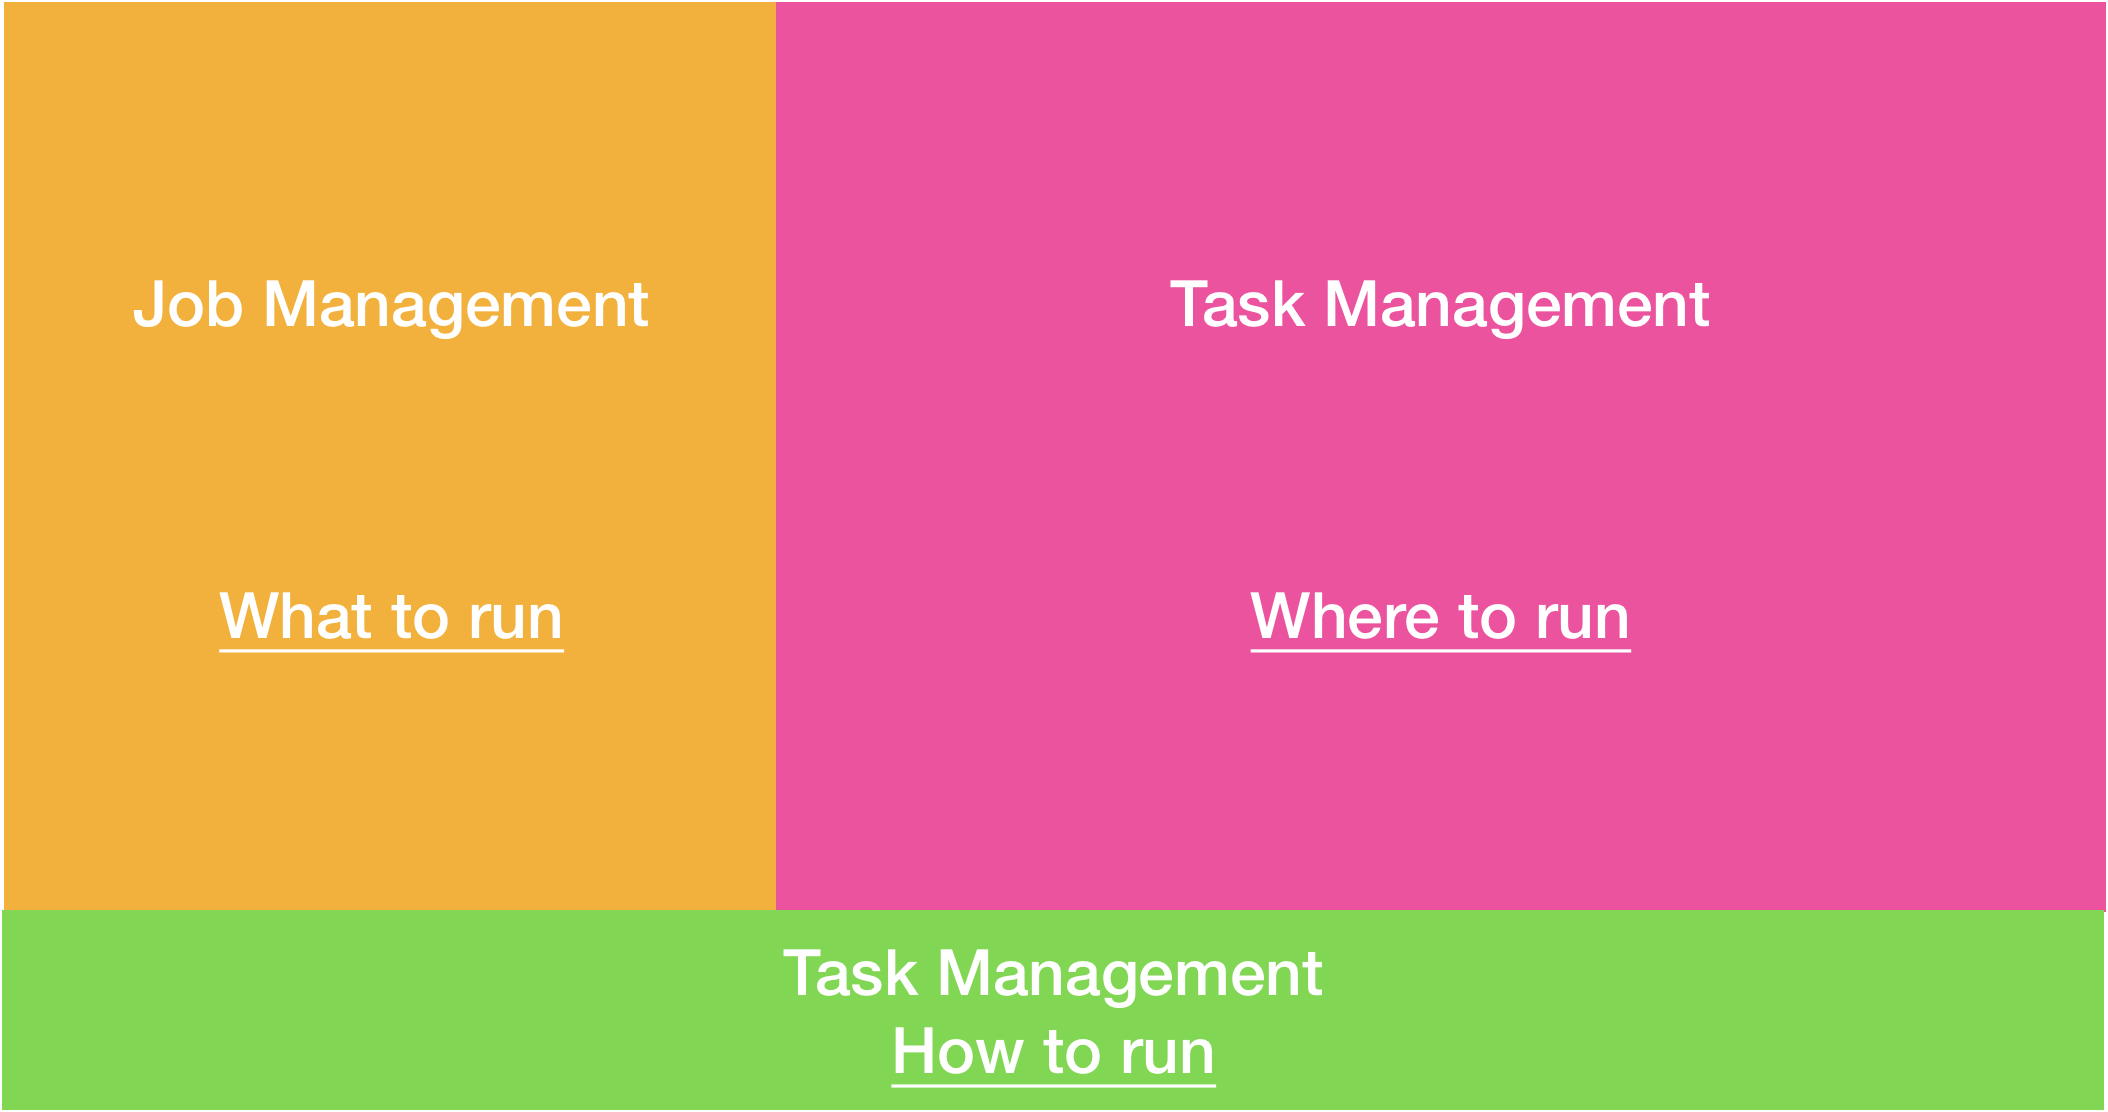 Job Management
What to run
Task Management
Where to run
Task Management
How to run